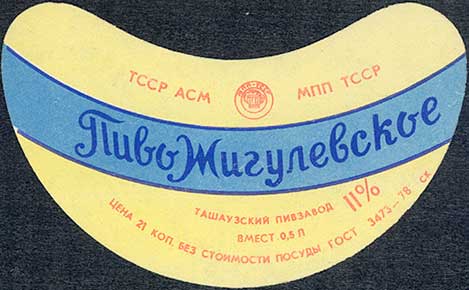 ТССР АСМ МПП ТССР
Пиво Жигулевское
ТАШАУЗСКИЙ ПИВЗАВОД 11%
ВМЕСТ 0,5 Л
ЦЕНА 21 КОП. БЕЗ СТОИМОСТИ ПОСУДЫ ГОСТ 3473—78 СК